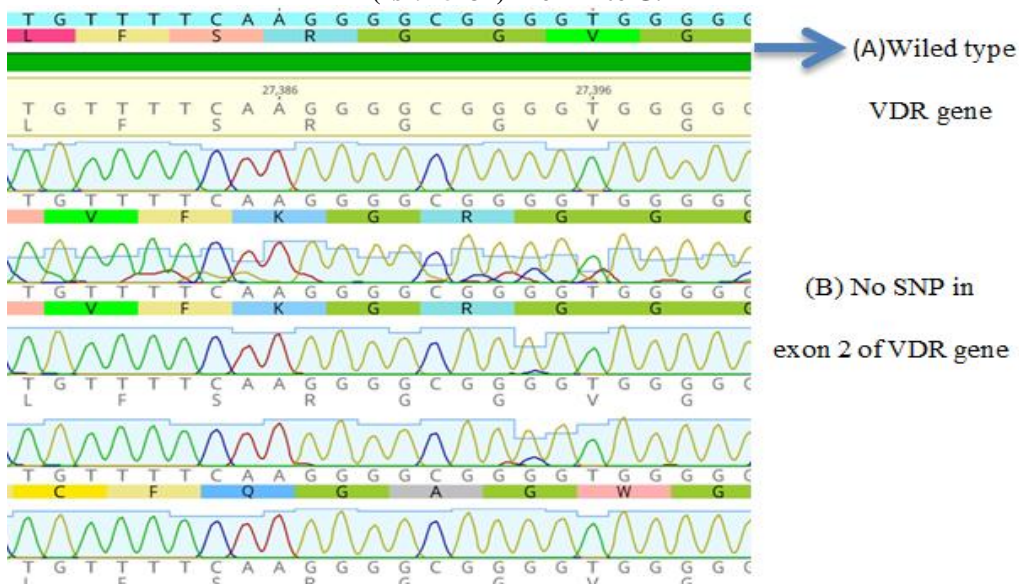 T G T T T T C A A G G G G C G G G G T G G G G
L F S R G G V G
(A)Wiled type
VDR gene
27,386 27,396
T G T T T T C A A G G G G C G G G G T G G G G
L F S R G G V G
T G T T T T C A A G G G G C G G G G T G G G G
V F K G R G G
T G T T T T C A A G G G G C G G G G T G G G G
V F K G R G G
(B) No SNP in
exon 2 of VDR gene
T G T T T T C A A G G G G C G G G G T G G G G
L F S R G G V G
T G T T T T C A A G G G G C G G G G T G G G G
C F Q G A G W G
T G T T T T C A A G G G G C G G G G T G G G G